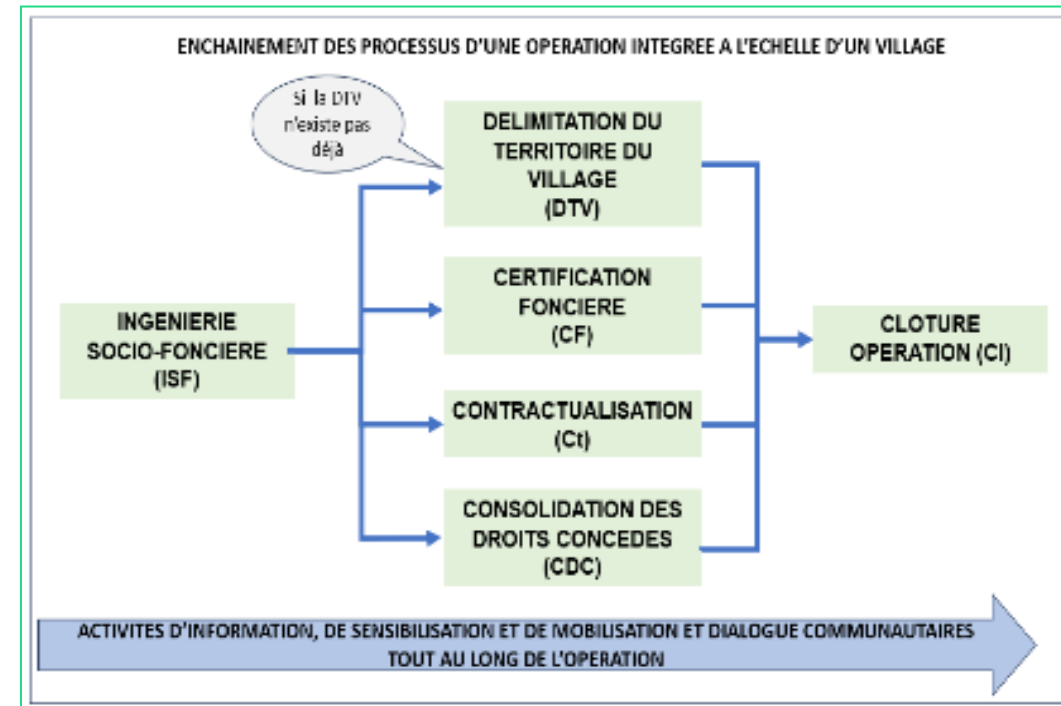 ENCHAINEMENT DES PROCESSUS D'UNE OPERATION INTEGREE A L'ECHELLE D'UN VILLAGE
Si la DTV
n'existe pas
déjà
DELIMITATION DU
TERRITOIRE DU
VILLAGE
(DTV)
CERTIFICATION
FONCIERE
(CF)
INGENIERIE
SOCIO-FONCIERE
(ISF)
CLOTURE
OPERATION (Cl)
CONTRACTUALISATION
(Ct)
CONSOLIDATION DES
DROITS CONCEDES
(CDC)
ACTIVITES D'INFORMATION, DE SENSIBILISATION ET DE MOBILISATION ET DIALOGUE COMMUNAUTAIRES
TOUT AU LONG DE L'OPERATION